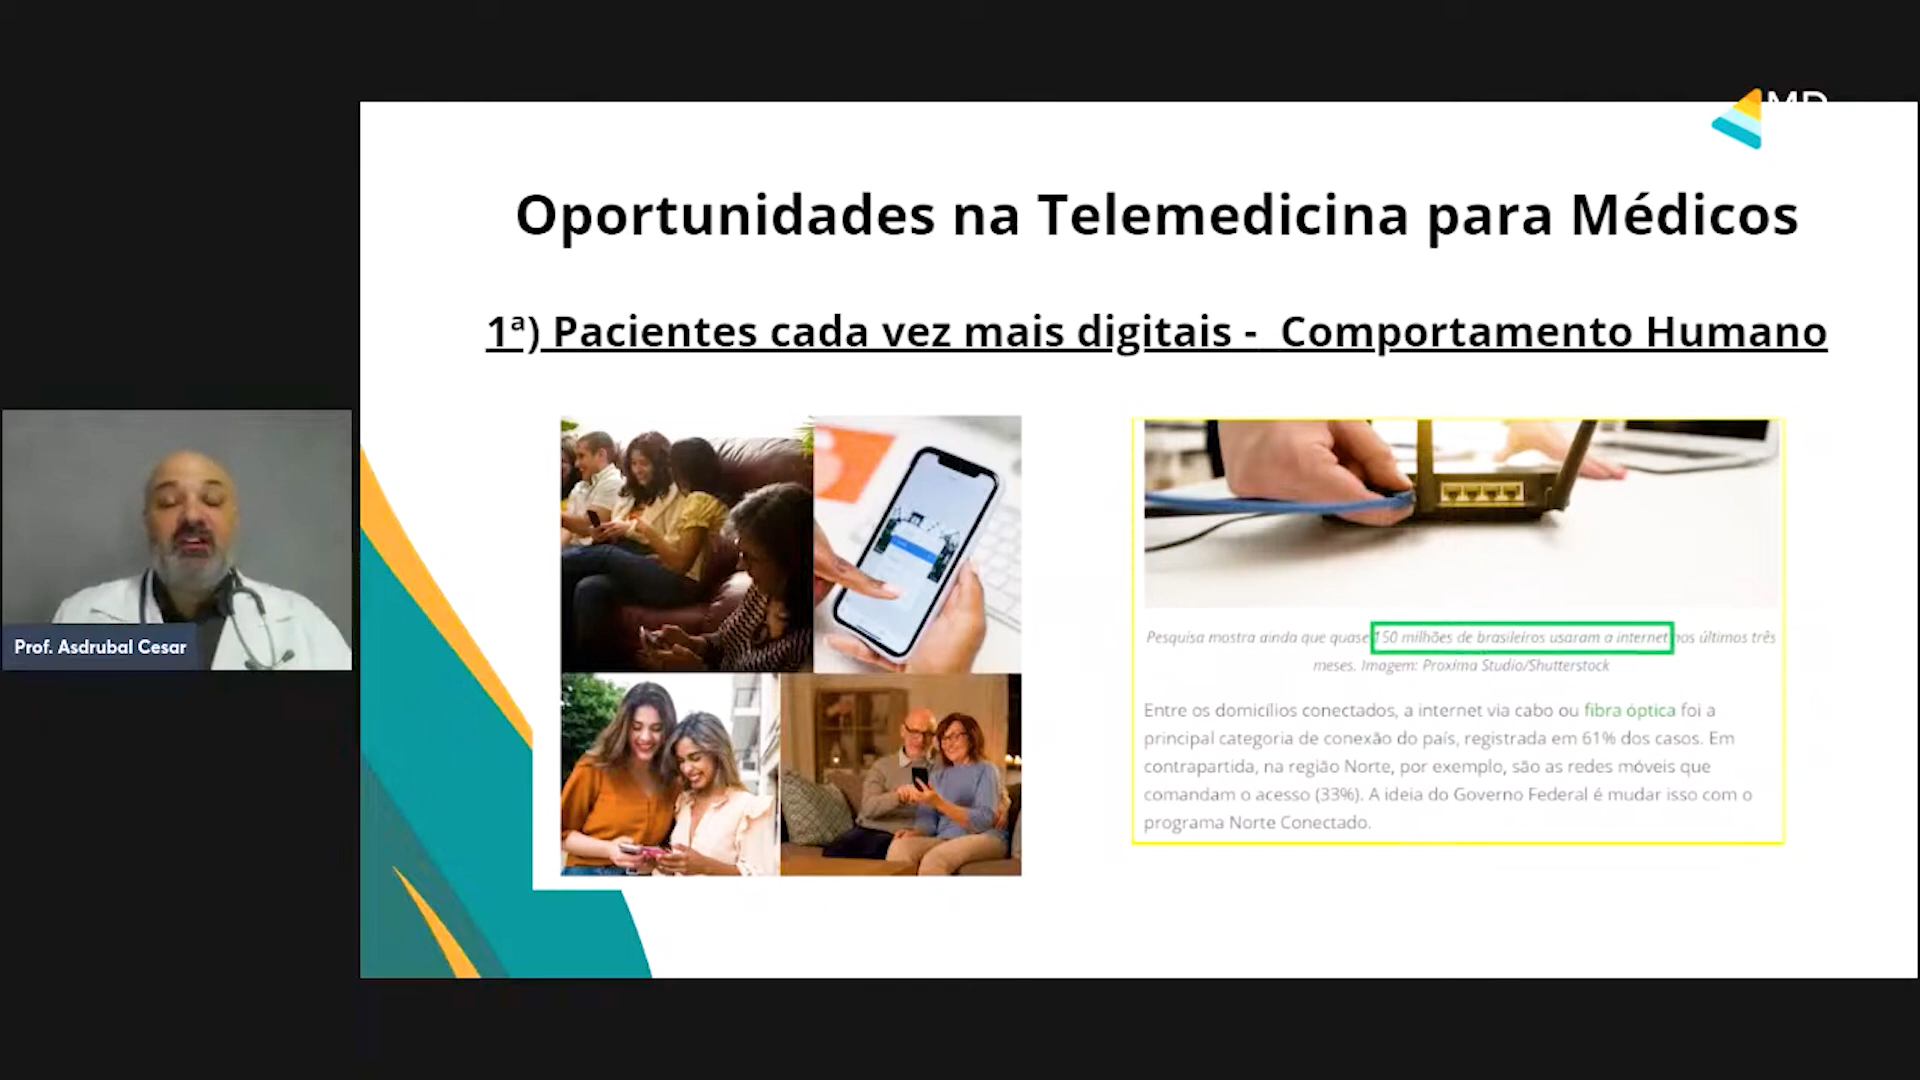 MD
Oportunidades na Telemedicina para Médicos
1ª) Pacientes cada vez mais digitais - Comportamento Humano
Prof. Asdrubal Cesar
Pesquisa mostra ainda que quase 150 milhões de brasileiros usaram a internet nos últimos três
meses. Imagem: Proxima Studio/Shutterstock
Entre os domicílios conectados, a internet via cabo ou fibra óptica foi a
principal categoria de conexão do país, registrada em 61% dos casos. Em
contrapartida, na região Norte, por exemplo, são as redes móveis que
comandam o acesso (33%). A ideia do Governo Federal é mudar isso com o
programa Norte Conectado.